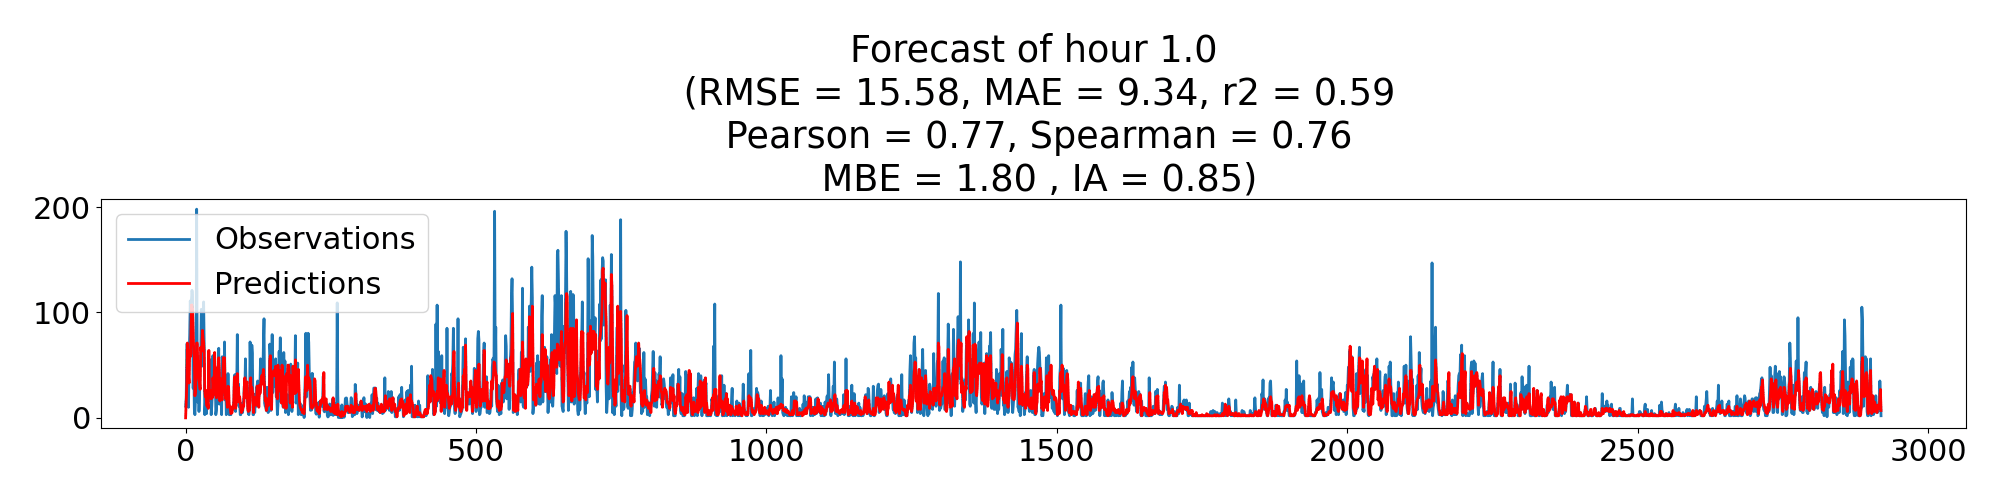 Forecast of hour 1.0
(RMSE = 15.58, MAE = 9.34, r2 = 0.59
Pearson = 0.77, Spearman = 0.76
MBE = 1.80 , IA = 0.85)
200
100
0
Observations
Predictions
0 500 1000 1500 2000 2500 3000